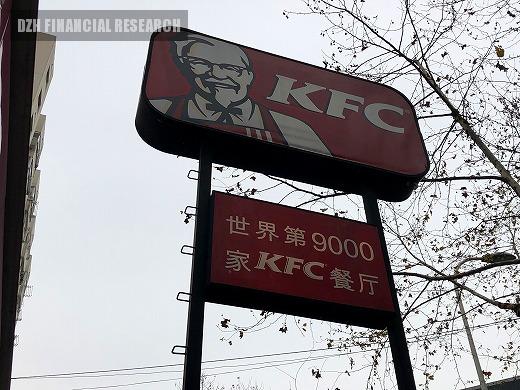 DZH FINANCIAL RESEARCH
KFC
世界第9000
家KFC餐厅